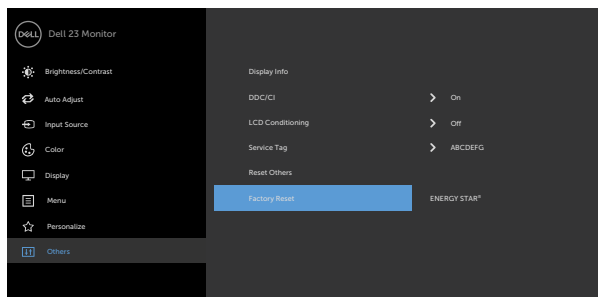 DELL Dell 23 Monitor
Brightness/Contrast Display Info
Auto Adjust DDC/CI On
Input Source LCD Conditioning Off
Color Service Tag ABCDEFG
Display Reset Others
Menu Factory Reset ENERGY STAR®
Personalize
Others